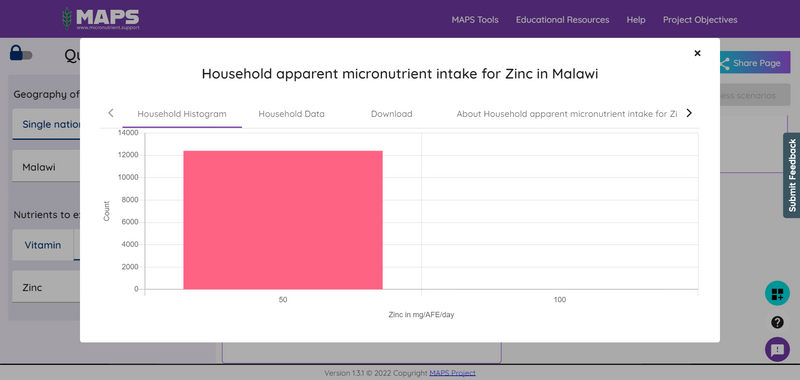 MAPS
www.micronutrient.support
MAPS Tools
Educational Resources
Help
Project Objectives
Qu
Share Page
Geography of
ess scenarios
Single nation
Malawi
Nutrients to e
Vitamin
Zinc
×
Household apparent micronutrient intake for Zinc in Malawi
Household Histogram
Household Data
Download
About Household apparent micronutrient intake for Zi
14000
12000
10000
8000
6000
4000
2000
0
Count
50
100
Zinc in mg/AFE/day
Submit Feedback
Version 1.3.1 © 2022 Copyright MAPS Project